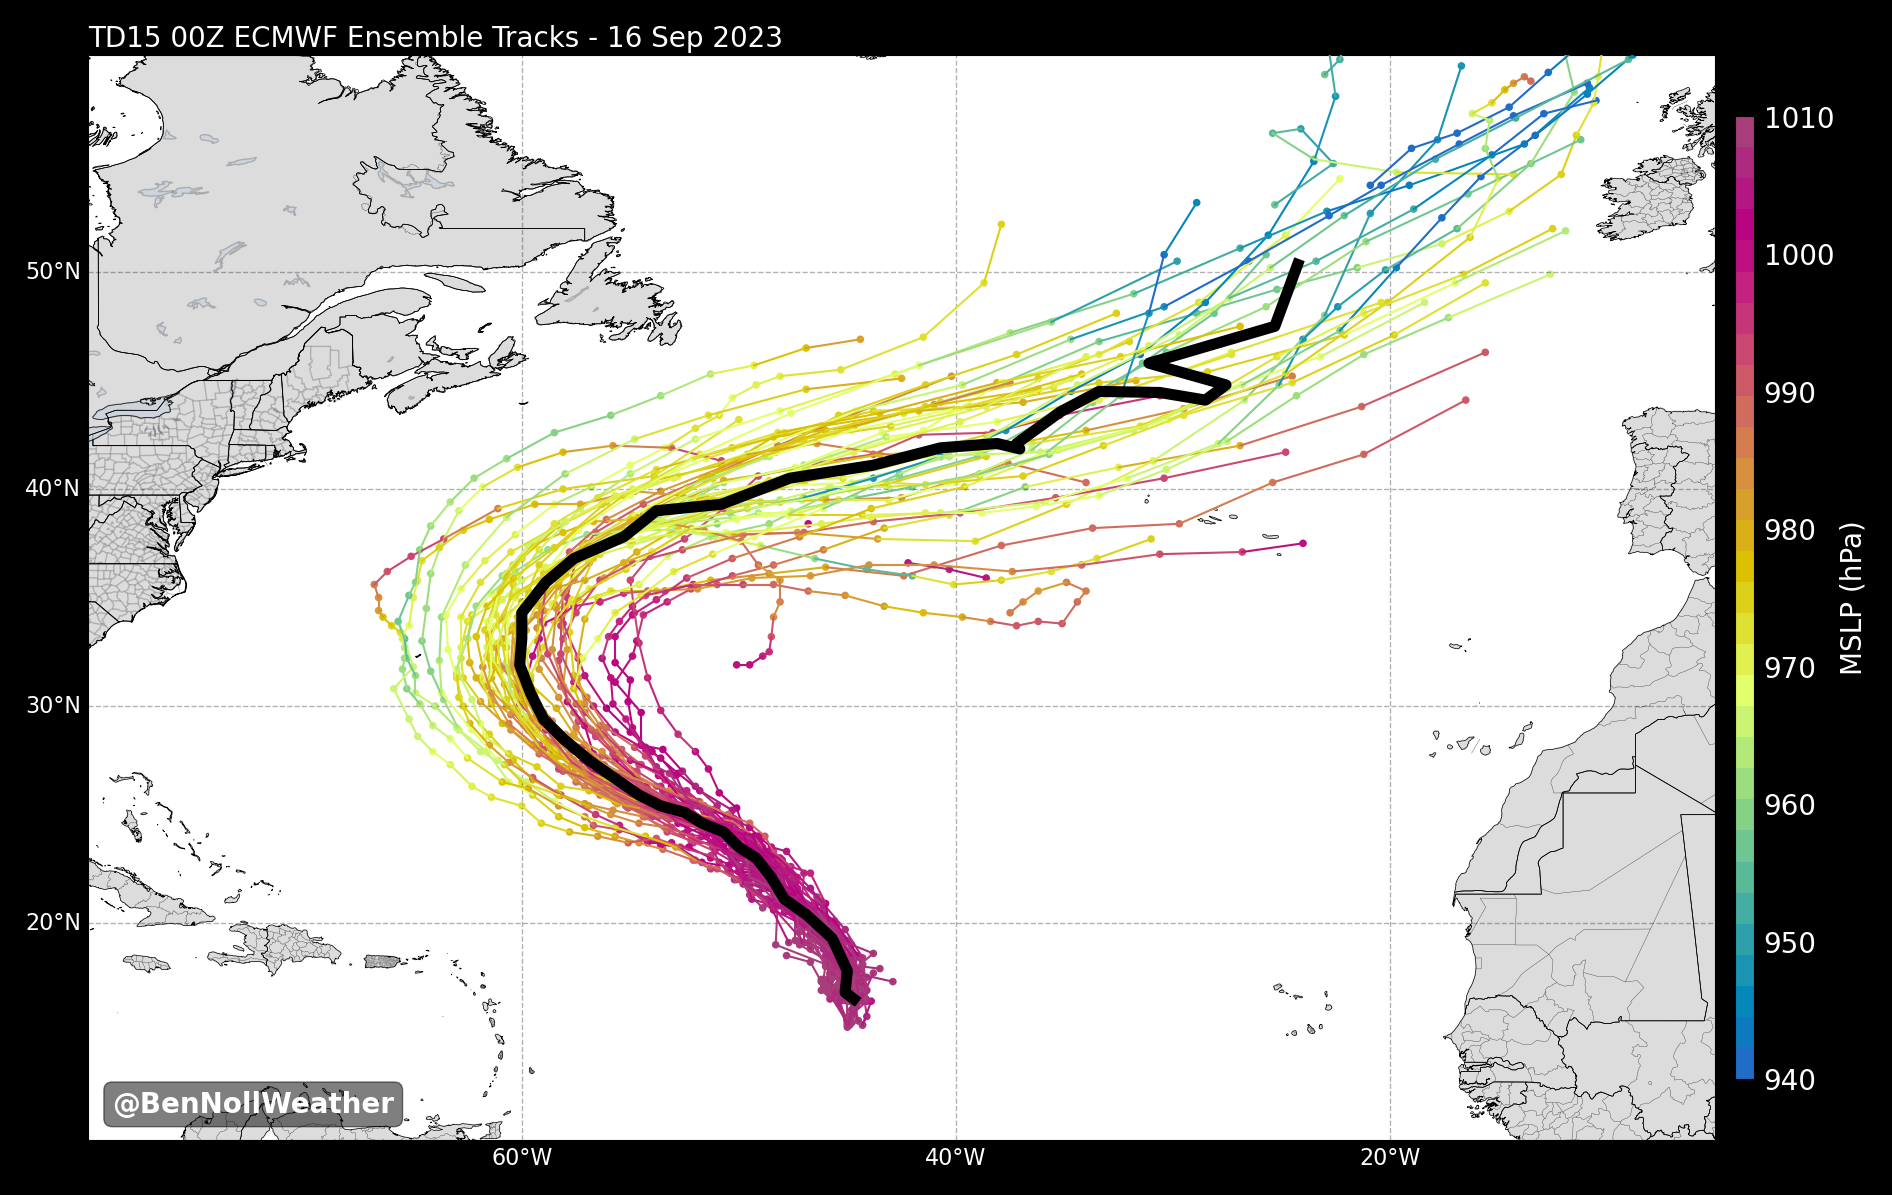 TD15 00Z ECMWF Ensemble Tracks - 16 Sep 2023
50°N
40°N
30°N
20°N
60°W
40°W
20°W
1010
1000
990
980
970
960
950
940
MSLP (hPa)
@BenNollWeather